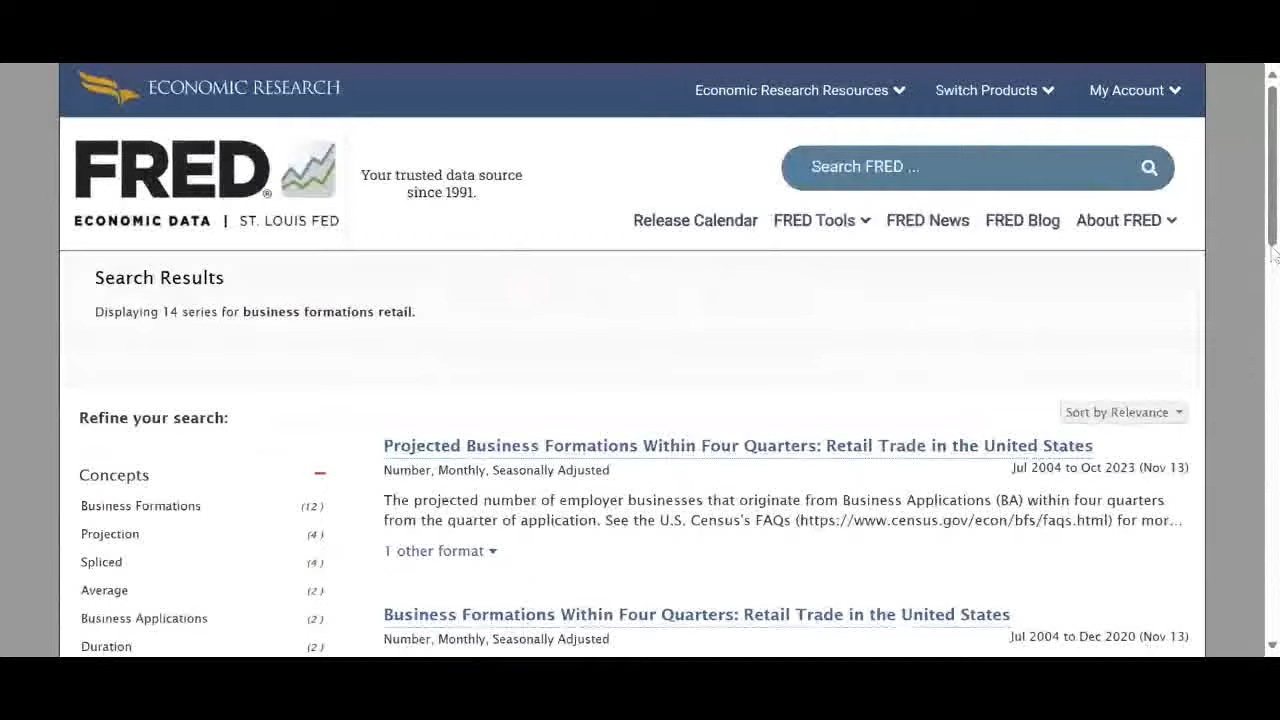 ECONOMIC RESEARCH
Economic Research Resources Switch Products My Account
FRED®
ECONOMIC DATA | ST. LOUIS FED
Your trusted data source
since 1991.
Search FRED ...
Release Calendar FRED Tools FRED News FRED Blog About FRED
Search Results
Displaying 14 series for business formations retail.
Refine your search:
Sort by Relevance
Concepts
Business Formations (12)
Projection (4)
Spliced (4)
Average (2)
Business Applications (2)
Duration (2)
Projected Business Formations Within Four Quarters: Retail Trade in the United States
Number, Monthly, Seasonally Adjusted Jul 2004 to Oct 2023 (Nov 13)
The projected number of employer businesses that originate from Business Applications (BA) within four quarters
from the quarter of application. See the U.S. Census's FAQs (https://www.census.gov/econ/bfs/faqs.html) for mor...
1 other format
Business Formations Within Four Quarters: Retail Trade in the United States
Number, Monthly, Seasonally Adjusted Jul 2004 to Dec 2020 (Nov 13)